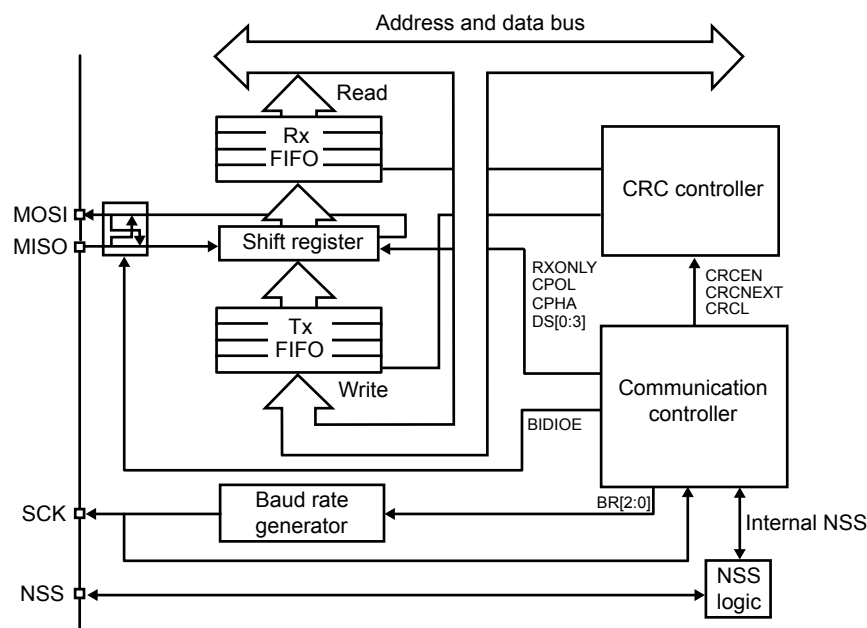 Address and data bus
Read
Rx
FIFO
CRC controller
MOSI
MISO
Shift register
RXONLY
CPOL
CPHA
DS[0:3]
CRCEN
CRCNEXT
CRCL
Tx
FIFO
Write
Communication
controller
BIDIOE
Baud rate
generator
BR[2:0]
SCK
Internal NSS
NSS
NSS
logic